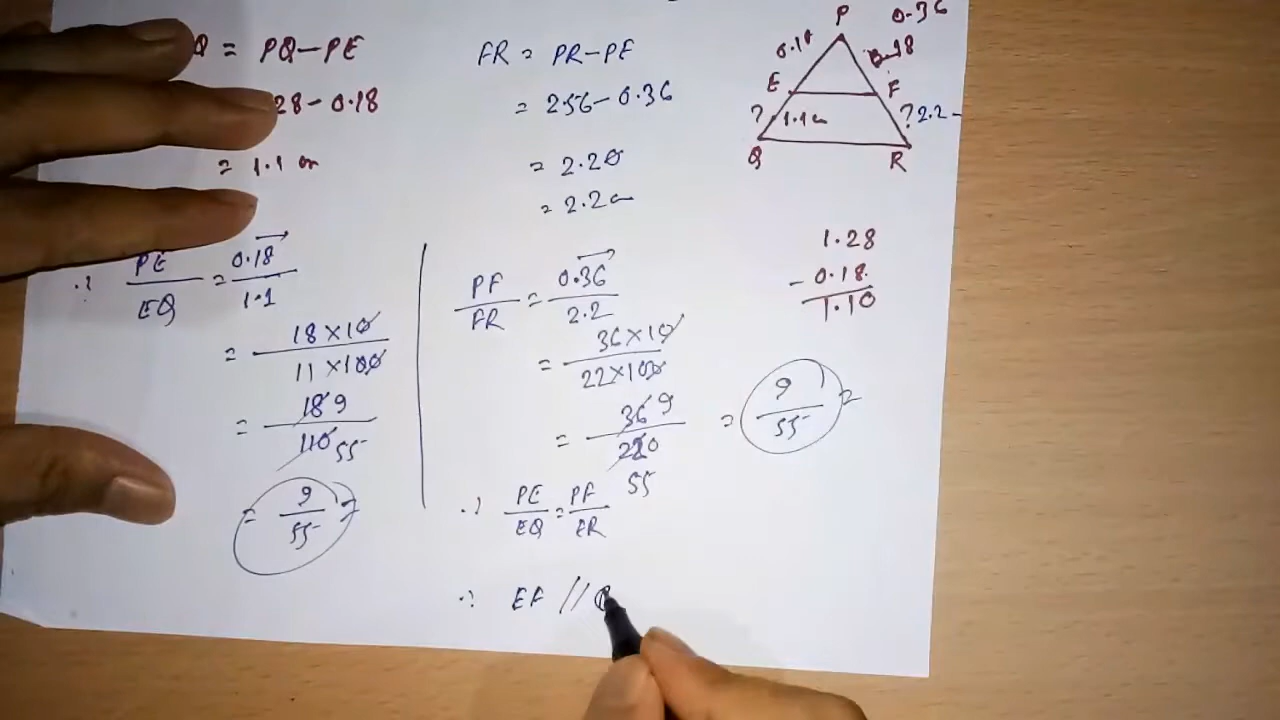 Q = PQ-PE
28-0.18
= 1.1 cm
FR = PR-PF
= 2.56-0.36
= 2.20
= 2.2 cm
P 0.36
0.18
E F
? 1.1 cm ? 2.2
Q R
1.28
- 0.18
1.10
∴ PE/EQ = 0.18/1.1
= 18×10/11×100
= 18 9/110 55
= 9/55
PF/FR = 0.36/2.2
= 36×10/22×100
= 36 9/220 55
= 9/55 =
∴ PE/EQ = PF/FR
∴ EF //